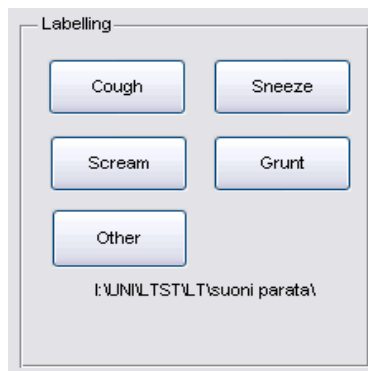 Labelling
Cough Sneeze
Scream Grunt
Other
I:\UNI\LTST\LT\suoni parata\